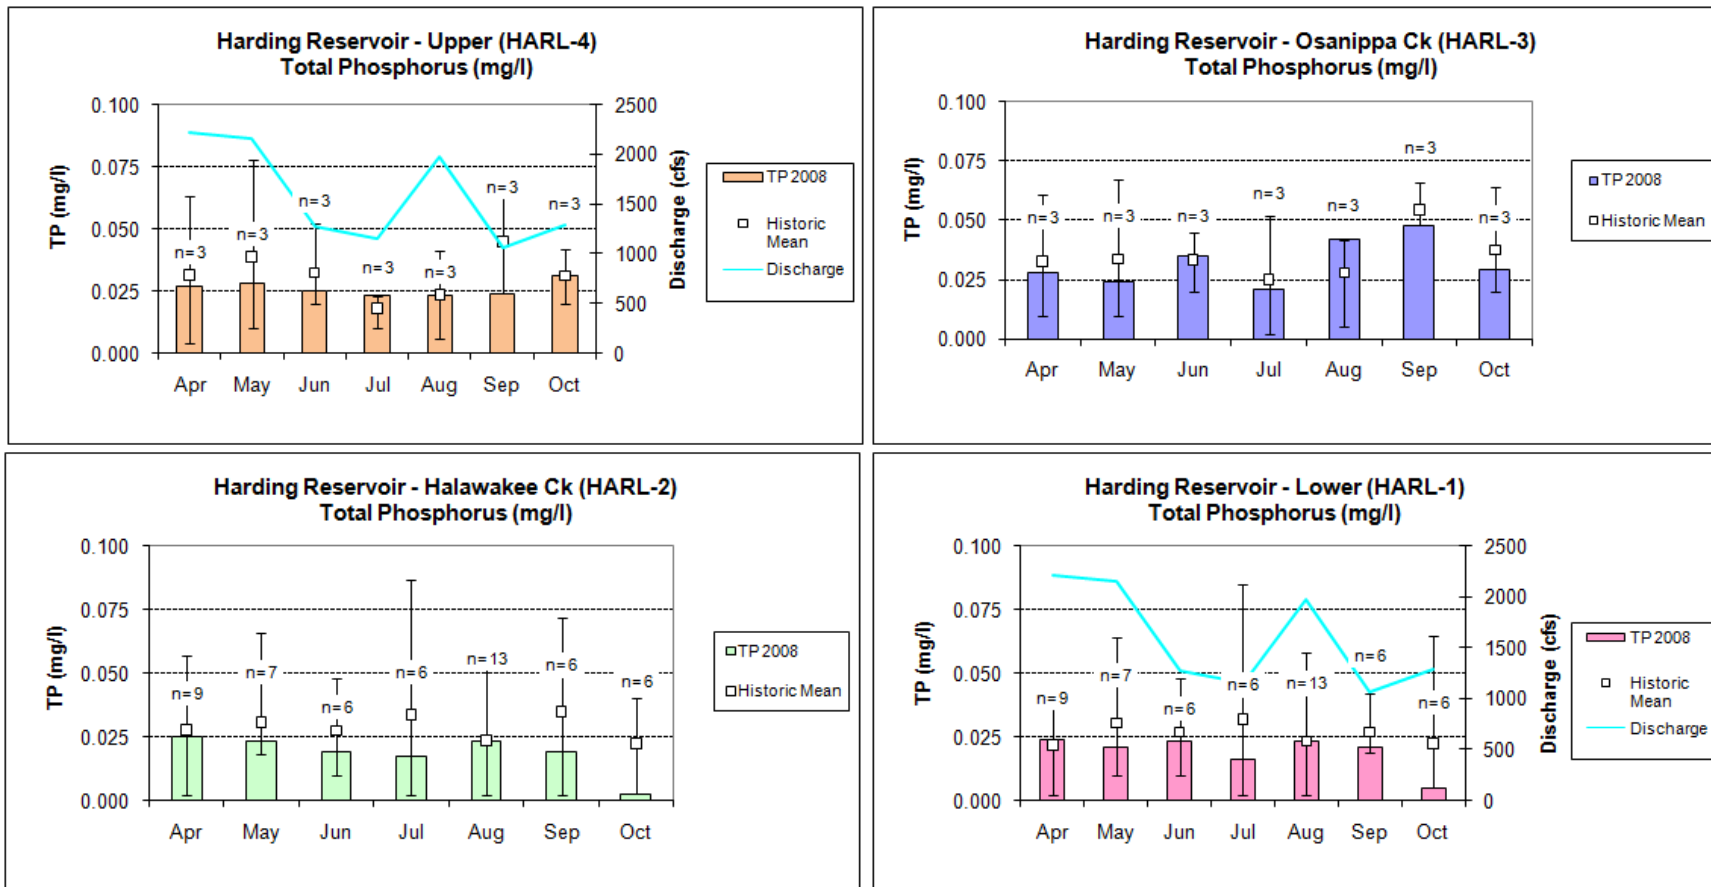 Harding Reservoir - Upper (HARL-4)
Total Phosphorus (mg/l)
TP (mg/l)
0.100
0.075
0.050
0.025
0.000
2500
2000
1500
1000
500
0
Discharge (cfs)
n=3
n=3
n=3
n=3
n=3
n=3
n=3
Apr May Jun Jul Aug Sep Oct
TP 2008
Historic
Mean
Discharge
Harding Reservoir - Osanippa Ck (HARL-3)
Total Phosphorus (mg/l)
TP (mg/l)
0.100
0.075
0.050
0.025
0.000
n=3
n=3
n=3
n=3
n=3
n=3
n=3
Apr May Jun Jul Aug Sep Oct
TP 2008
Historic Mean
Harding Reservoir - Halawakee Ck (HARL-2)
Total Phosphorus (mg/l)
TP (mg/l)
0.100
0.075
0.050
0.025
0.000
n=9
n=7
n=6
n=6
n=13
n=6
n=6
Apr May Jun Jul Aug Sep Oct
TP 2008
Historic Mean
Harding Reservoir - Lower (HARL-1)
Total Phosphorus (mg/l)
TP (mg/l)
0.100
0.075
0.050
0.025
0.000
2500
2000
1500
1000
500
0
Discharge (cfs)
n=9
n=7
n=6
n=6
n=13
n=6
n=6
Apr May Jun Jul Aug Sep Oct
TP 2008
Historic
Mean
Discharge